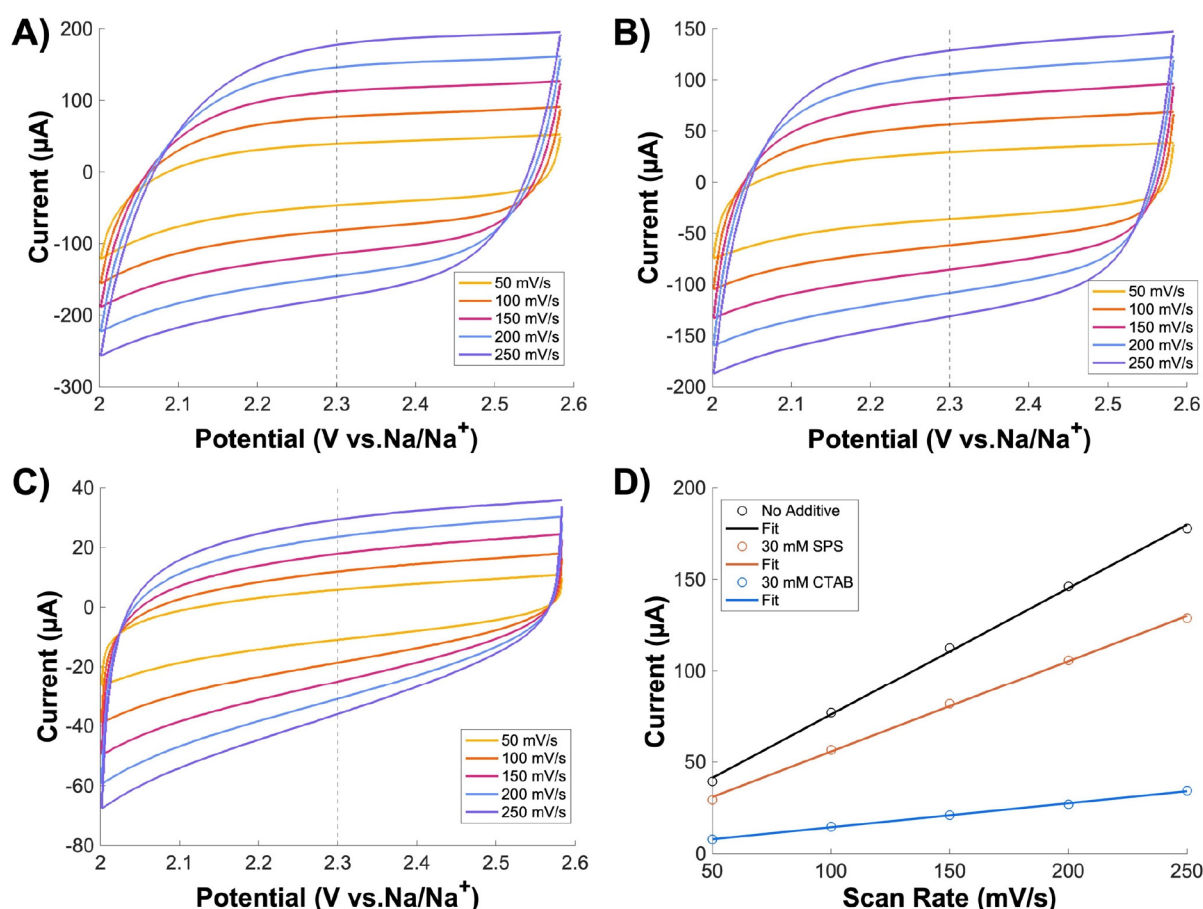 A)
200
100
0
-100
-200
-300
Current (µA)
2
2.1
2.2
2.3
2.4
2.5
2.6
Potential (V vs.Na/Na⁺)
50 mV/s
100 mV/s
150 mV/s
200 mV/s
250 mV/s
B)
150
100
50
0
-50
-100
-150
-200
Current (µA)
2
2.1
2.2
2.3
2.4
2.5
2.6
Potential (V vs.Na/Na⁺)
50 mV/s
100 mV/s
150 mV/s
200 mV/s
250 mV/s
C)
40
20
0
-20
-40
-60
-80
Current (µA)
2
2.1
2.2
2.3
2.4
2.5
2.6
Potential (V vs.Na/Na⁺)
50 mV/s
100 mV/s
150 mV/s
200 mV/s
250 mV/s
D)
200
150
100
50
0
Current (µA)
50
100
150
200
250
Scan Rate (mV/s)
No Additive
Fit
30 mM SPS
Fit
30 mM CTAB
Fit